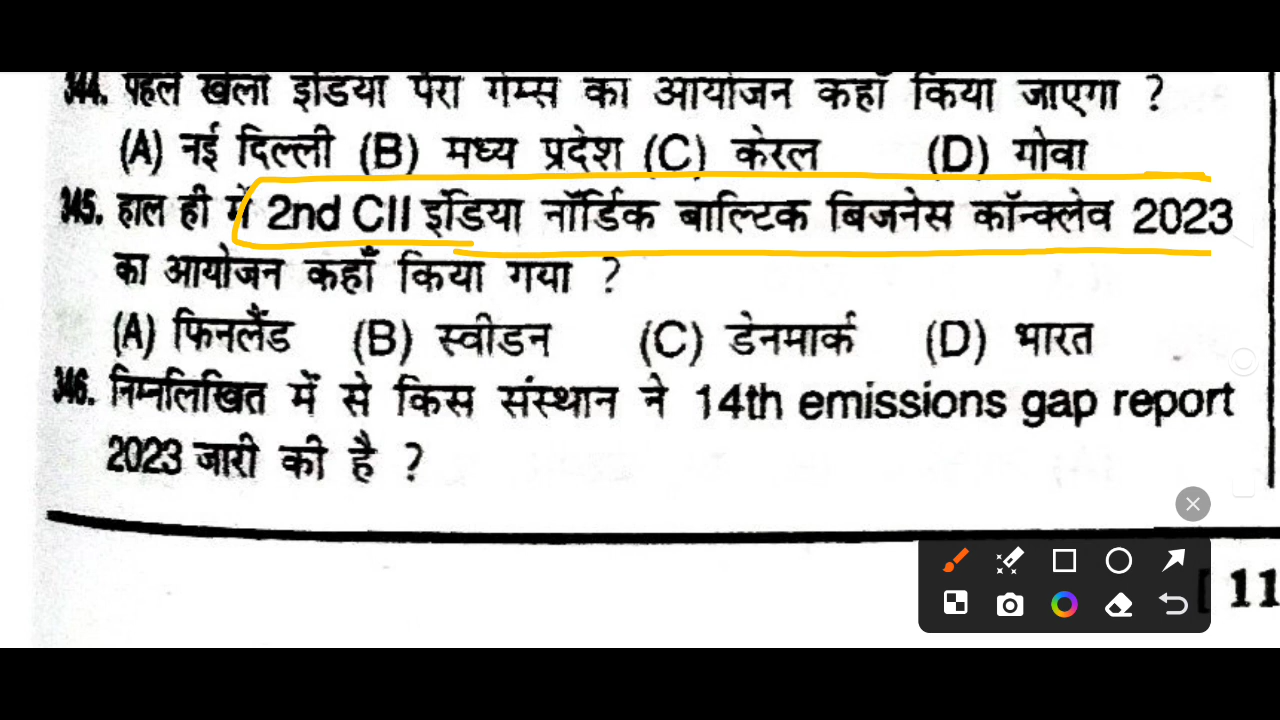 344. पहले खेलो इंडिया पैरा गेम्स का आयोजन कहाँ किया जाएगा ?
(A) नई दिल्ली (B) मध्य प्रदेश (C) केरल (D) गोवा
345. हाल ही में 2nd CII इंडिया नॉर्डिक बाल्टिक बिजनेस कॉन्क्लेव 2023
का आयोजन कहाँ किया गया ?
(A) फिनलैंड (B) स्वीडन (C) डेनमार्क (D) भारत
346. निम्नलिखित में से किस संस्थान ने 14th emissions gap report
2023 जारी की है ?
[ 11